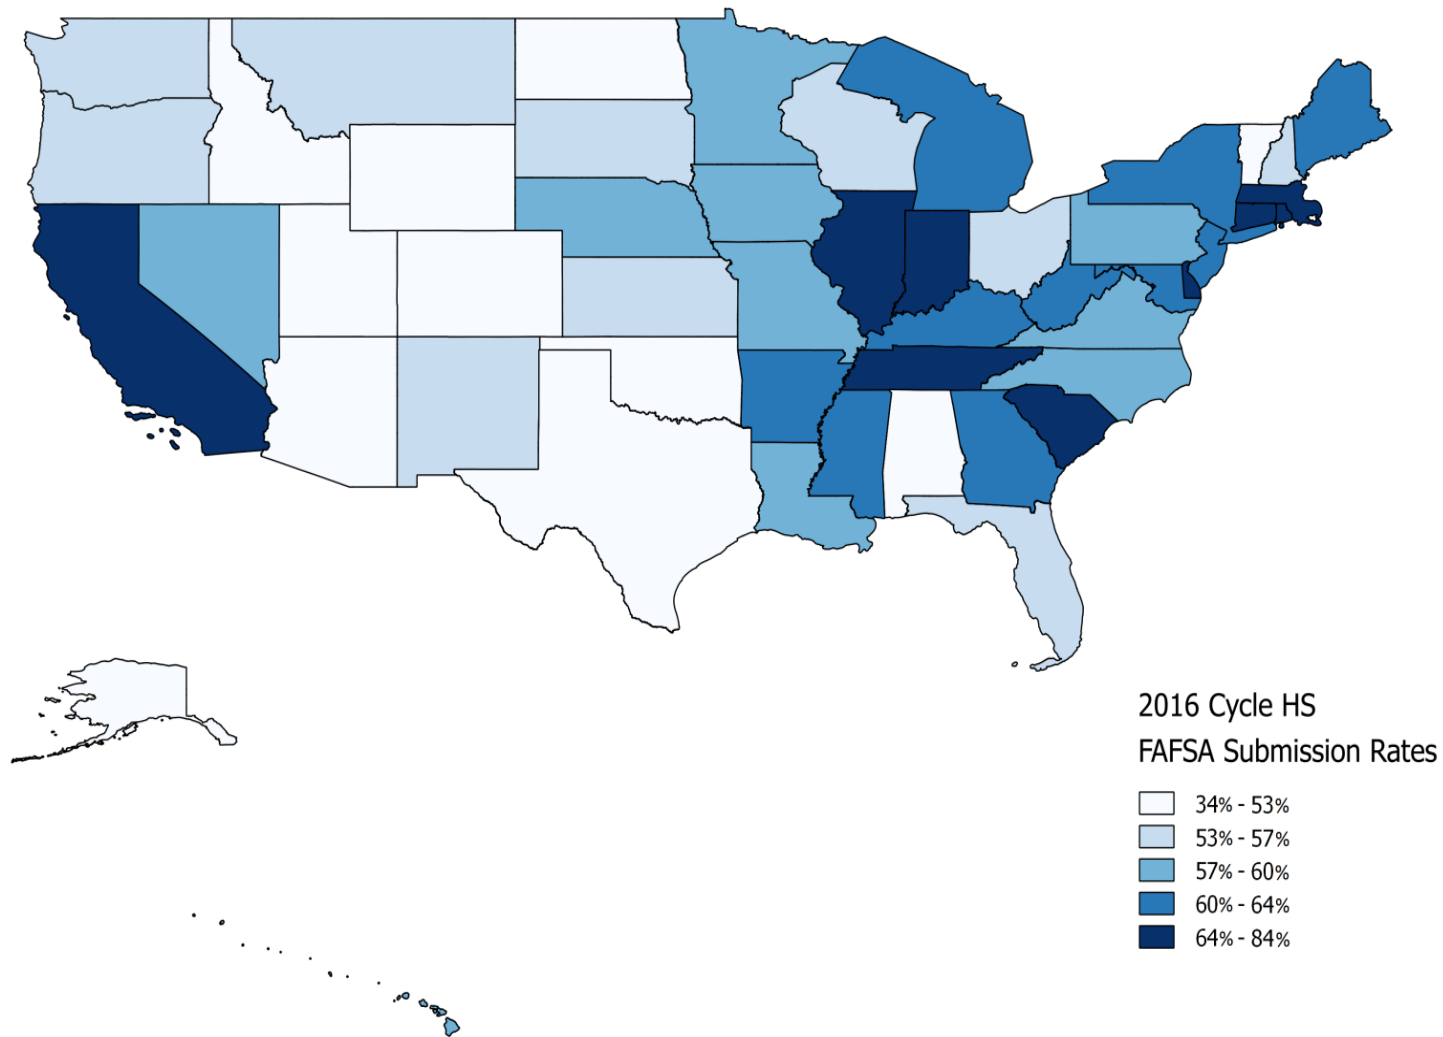 2016 Cycle HS
FAFSA Submission Rates
34% - 53%
53% - 57%
57% - 60%
60% - 64%
64% - 84%